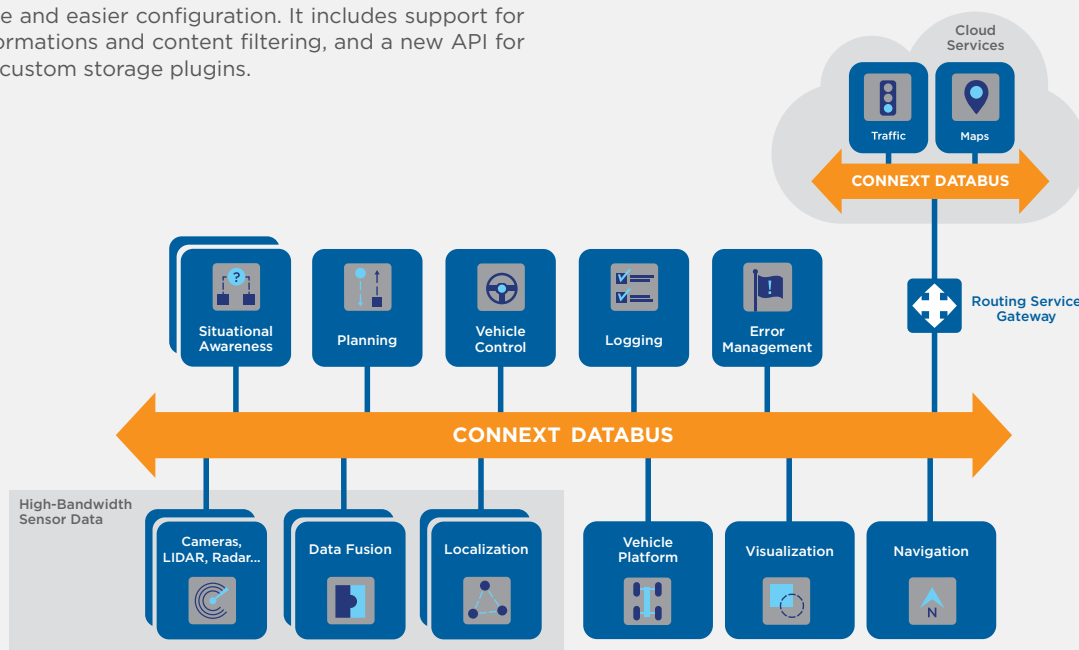 e and easier configuration. It includes support for
ormations and content filtering, and a new API for
custom storage plugins.
Cloud
Services
Traffic
Maps
CONNEXT DATABUS
Situational
Awareness
Planning
Vehicle
Control
Logging
Error
Management
Routing Service
Gateway
CONNEXT DATABUS
High-Bandwidth
Sensor Data
Cameras,
LIDAR, Radar...
Data Fusion
Localization
Vehicle
Platform
Visualization
Navigation
N